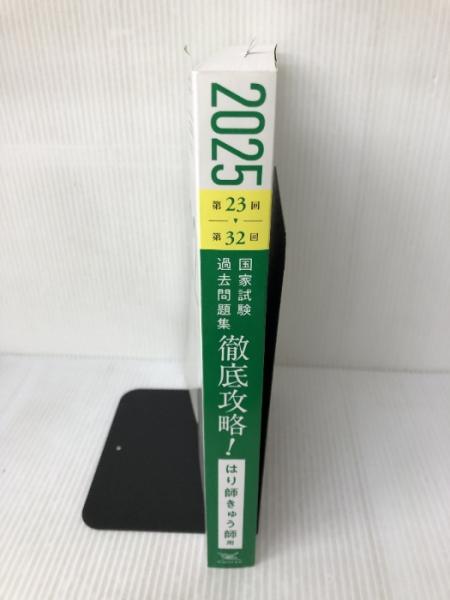 2025
第23回
▼
第32回
国家試験
過去問題集
徹底攻略!
はり師きゅう師用